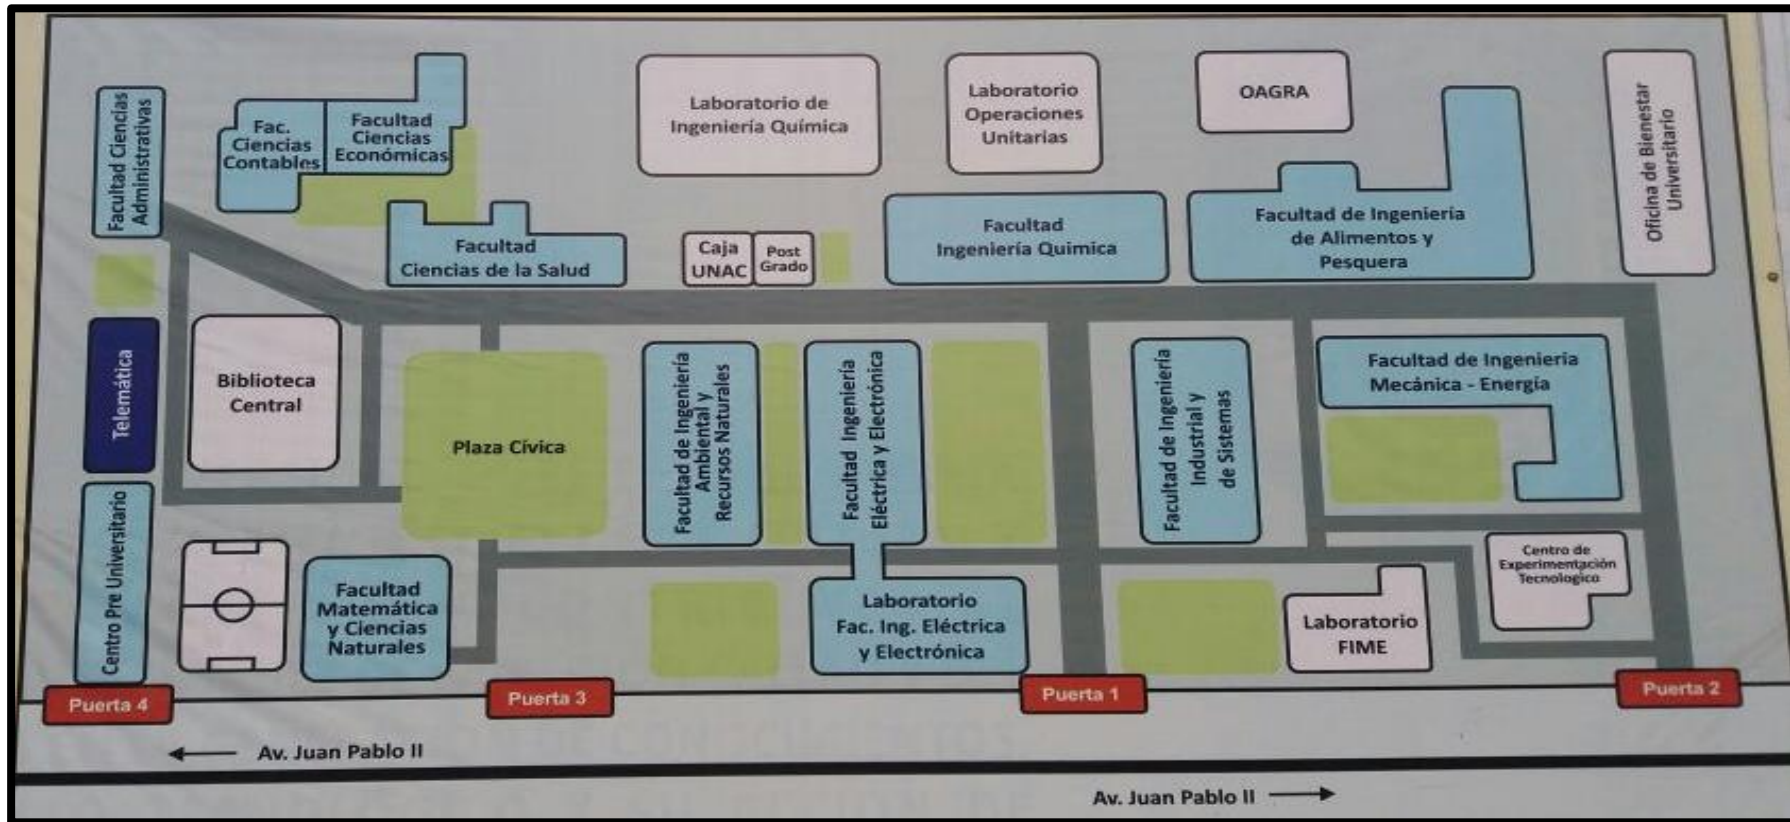 Facultad Ciencias
Administrativas
Fac.
Ciencias
Contables
Facultad
Ciencias
Económicas
Laboratorio de
Ingeniería Química
Laboratorio
Operaciones
Unitarias
OAGRA
Oficina de Bienestar
Universitario
Facultad
Ciencias de la Salud
Caja
UNAC
Post
Grado
Facultad
Ingeniería Quimica
Facultad de Ingeniería
de Alimentos y
Pesquera
Telemática
Biblioteca
Central
Plaza Cívica
Facultad de Ingeniería
Ambiental y
Recursos Naturales
Facultad Ingeniería
Eléctrica y Electrónica
Facultad de Ingeniería
Industrial y
de Sistemas
Facultad de Ingeniería
Mecánica - Energía
Centro Pre Universitario
Facultad
Matemática
y Ciencias
Naturales
Laboratorio
Fac. Ing. Eléctrica
y Electrónica
Laboratorio
FIME
Centro de
Experimentación
Tecnologico
Puerta 4
Puerta 3
Puerta 1
Puerta 2
Av. Juan Pablo II
Av. Juan Pablo II